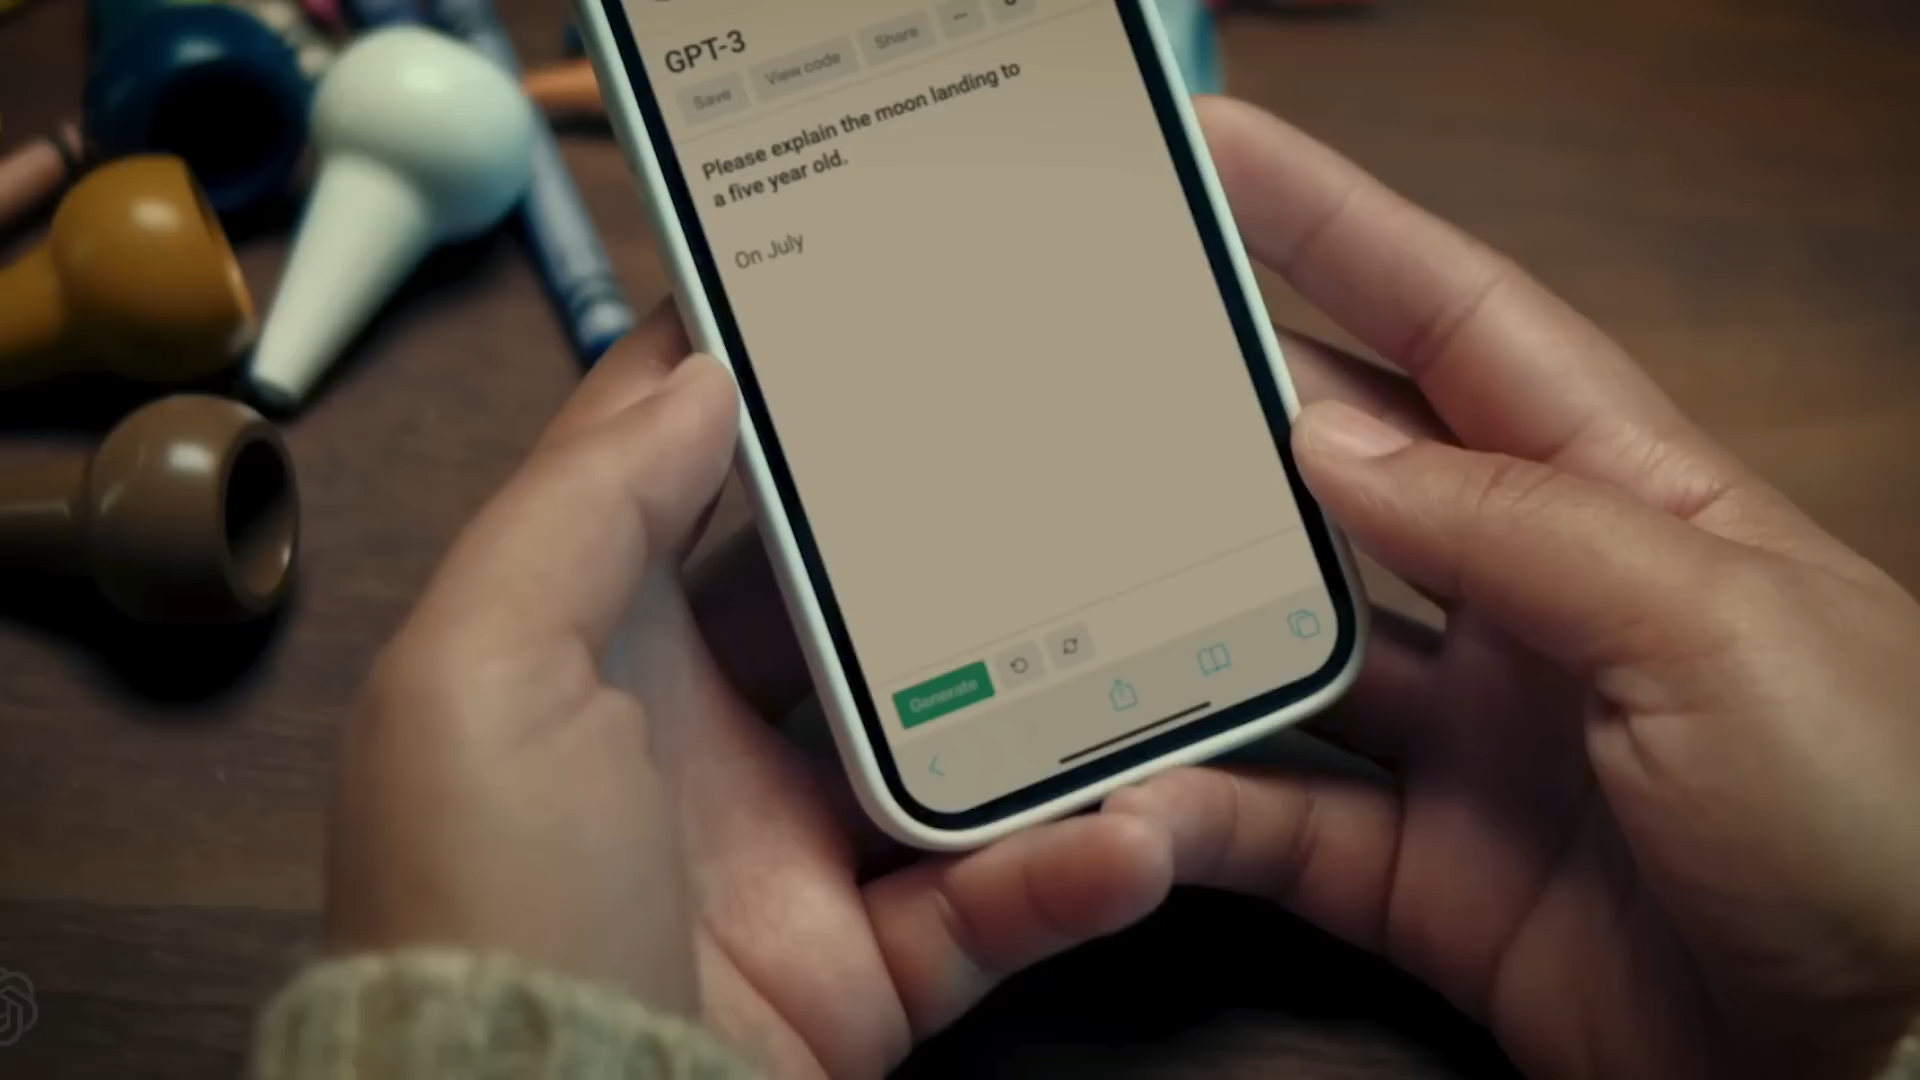 GPT-3
Save
View code
Share
Please explain the moon landing to
a five year old.
On July
Generate